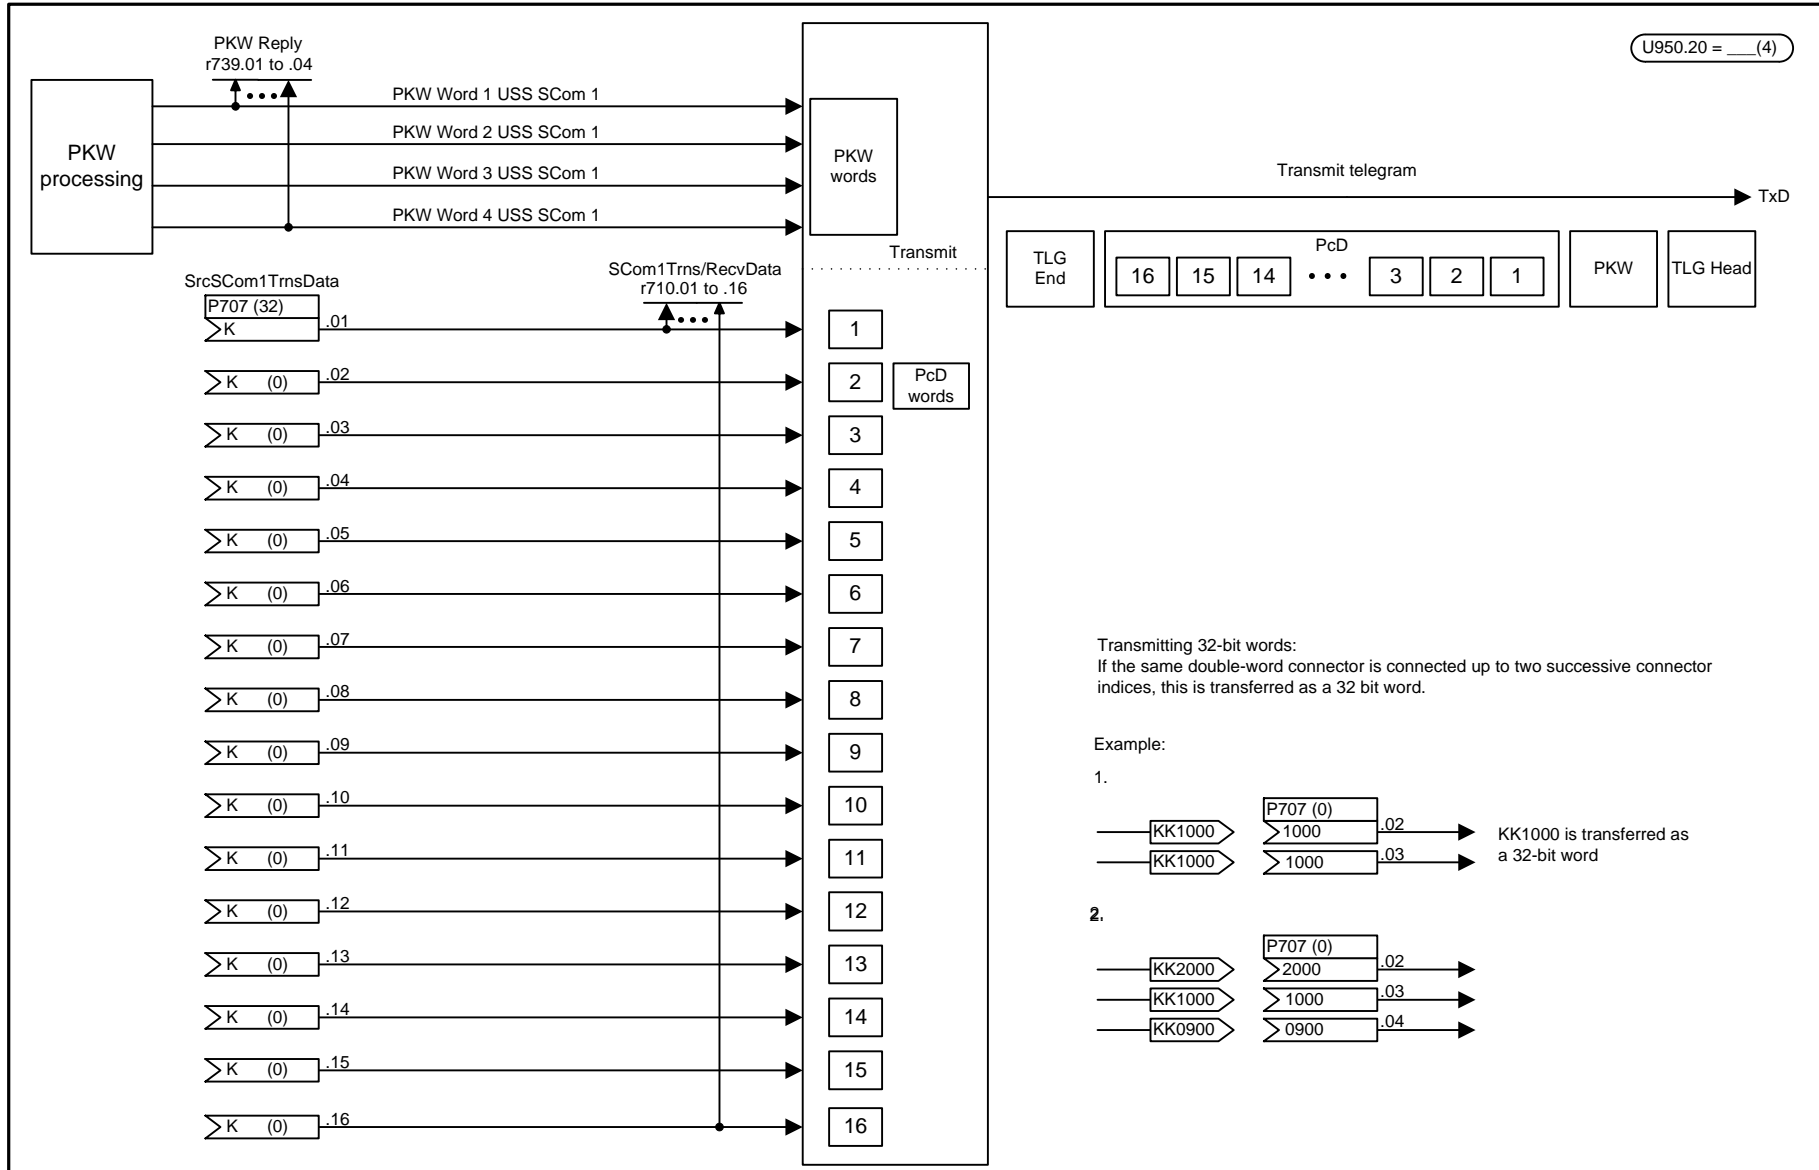 PKW Reply
r739.01 to .04
U950.20 = ___(4)
PKW
processing
PKW Word 1 USS SCom 1
PKW Word 2 USS SCom 1
PKW Word 3 USS SCom 1
PKW Word 4 USS SCom 1
PKW
words
Transmit
Transmit telegram
TxD
TLG
End
PcD
16 15 14 • • • 3 2 1
PKW
TLG Head
SrcSCom1TrnsData
P707 (32)
SCom1Trns/RecvData
r710.01 to .16
K .01 1
K (0) .02 2
PcD
words
K (0) .03 3
K (0) .04 4
K (0) .05 5
K (0) .06 6
K (0) .07 7
K (0) .08 8
K (0) .09 9
K (0) .10 10
K (0) .11 11
K (0) .12 12
K (0) .13 13
K (0) .14 14
K (0) .15 15
K (0) .16 16
Transmitting 32-bit words:
If the same double-word connector is connected up to two successive connector
indices, this is transferred as a 32 bit word.
Example:
1.
P707 (0)
KK1000 1000 .02
KK1000 1000 .03
KK1000 is transferred as
a 32-bit word
2.
P707 (0)
KK2000 2000 .02
KK1000 1000 .03
KK0900 0900 .04